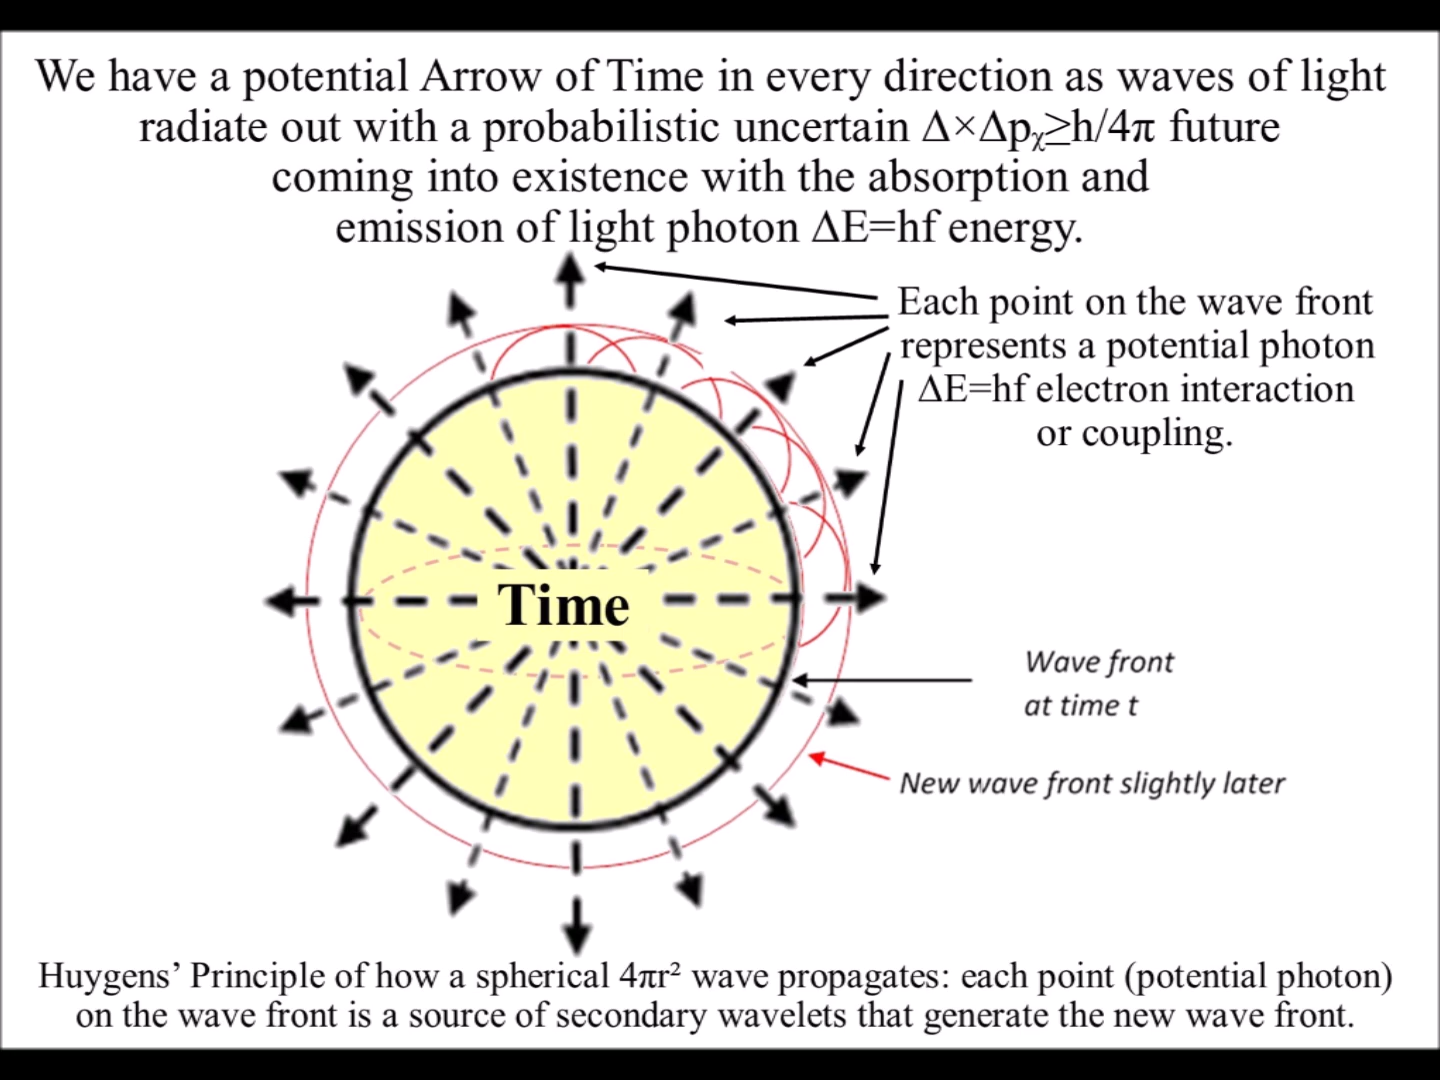 We have a potential Arrow of Time in every direction as waves of light
radiate out with a probabilistic uncertain Δ×Δpᵪ≥h/4π future
coming into existence with the absorption and
emission of light photon ΔE=hf energy.
Each point on the wave front
represents a potential photon
ΔE=hf electron interaction
or coupling.
Time
Wave front
at time t
New wave front slightly later
Huygens’ Principle of how a spherical 4πr² wave propagates: each point (potential photon)
on the wave front is a source of secondary wavelets that generate the new wave front.